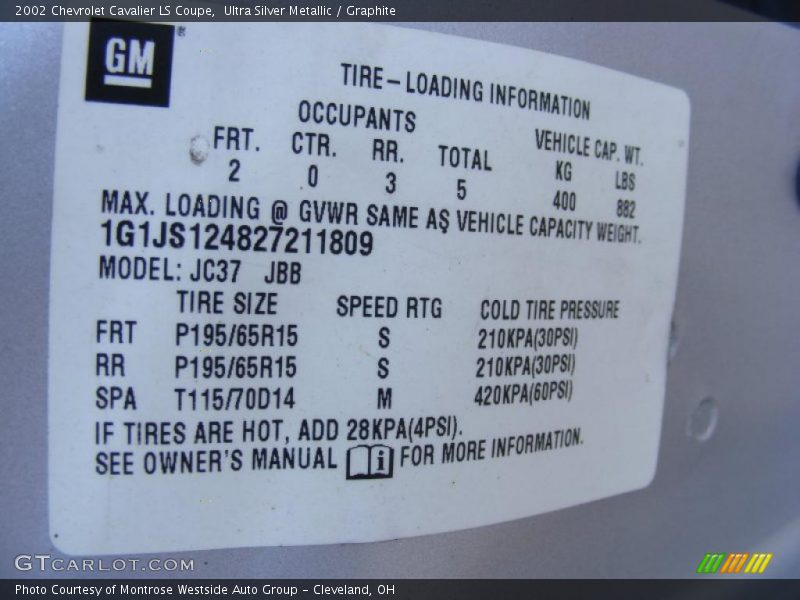 2002 Chevrolet Cavalier LS Coupe, Ultra Silver Metallic / Graphite
GM
®
TIRE-LOADING INFORMATION
OCCUPANTS
VEHICLE CAP. WT.
FRT. CTR. RR. TOTAL KG LBS
2 0 3 5 400 882
MAX. LOADING @ GVWR SAME AS VEHICLE CAPACITY WEIGHT.
1G1JS124827211809
MODEL: JC37 JBB
TIRE SIZE SPEED RTG COLD TIRE PRESSURE
FRT P195/65R15 S 210KPA(30PSI)
RR P195/65R15 S 210KPA(30PSI)
SPA T115/70D14 M 420KPA(60PSI)
IF TIRES ARE HOT, ADD 28KPA(4PSI).
SEE OWNER'S MANUAL i FOR MORE INFORMATION.
GTCARLOT.COM
Photo Courtesy of Montrose Westside Auto Group - Cleveland, OH